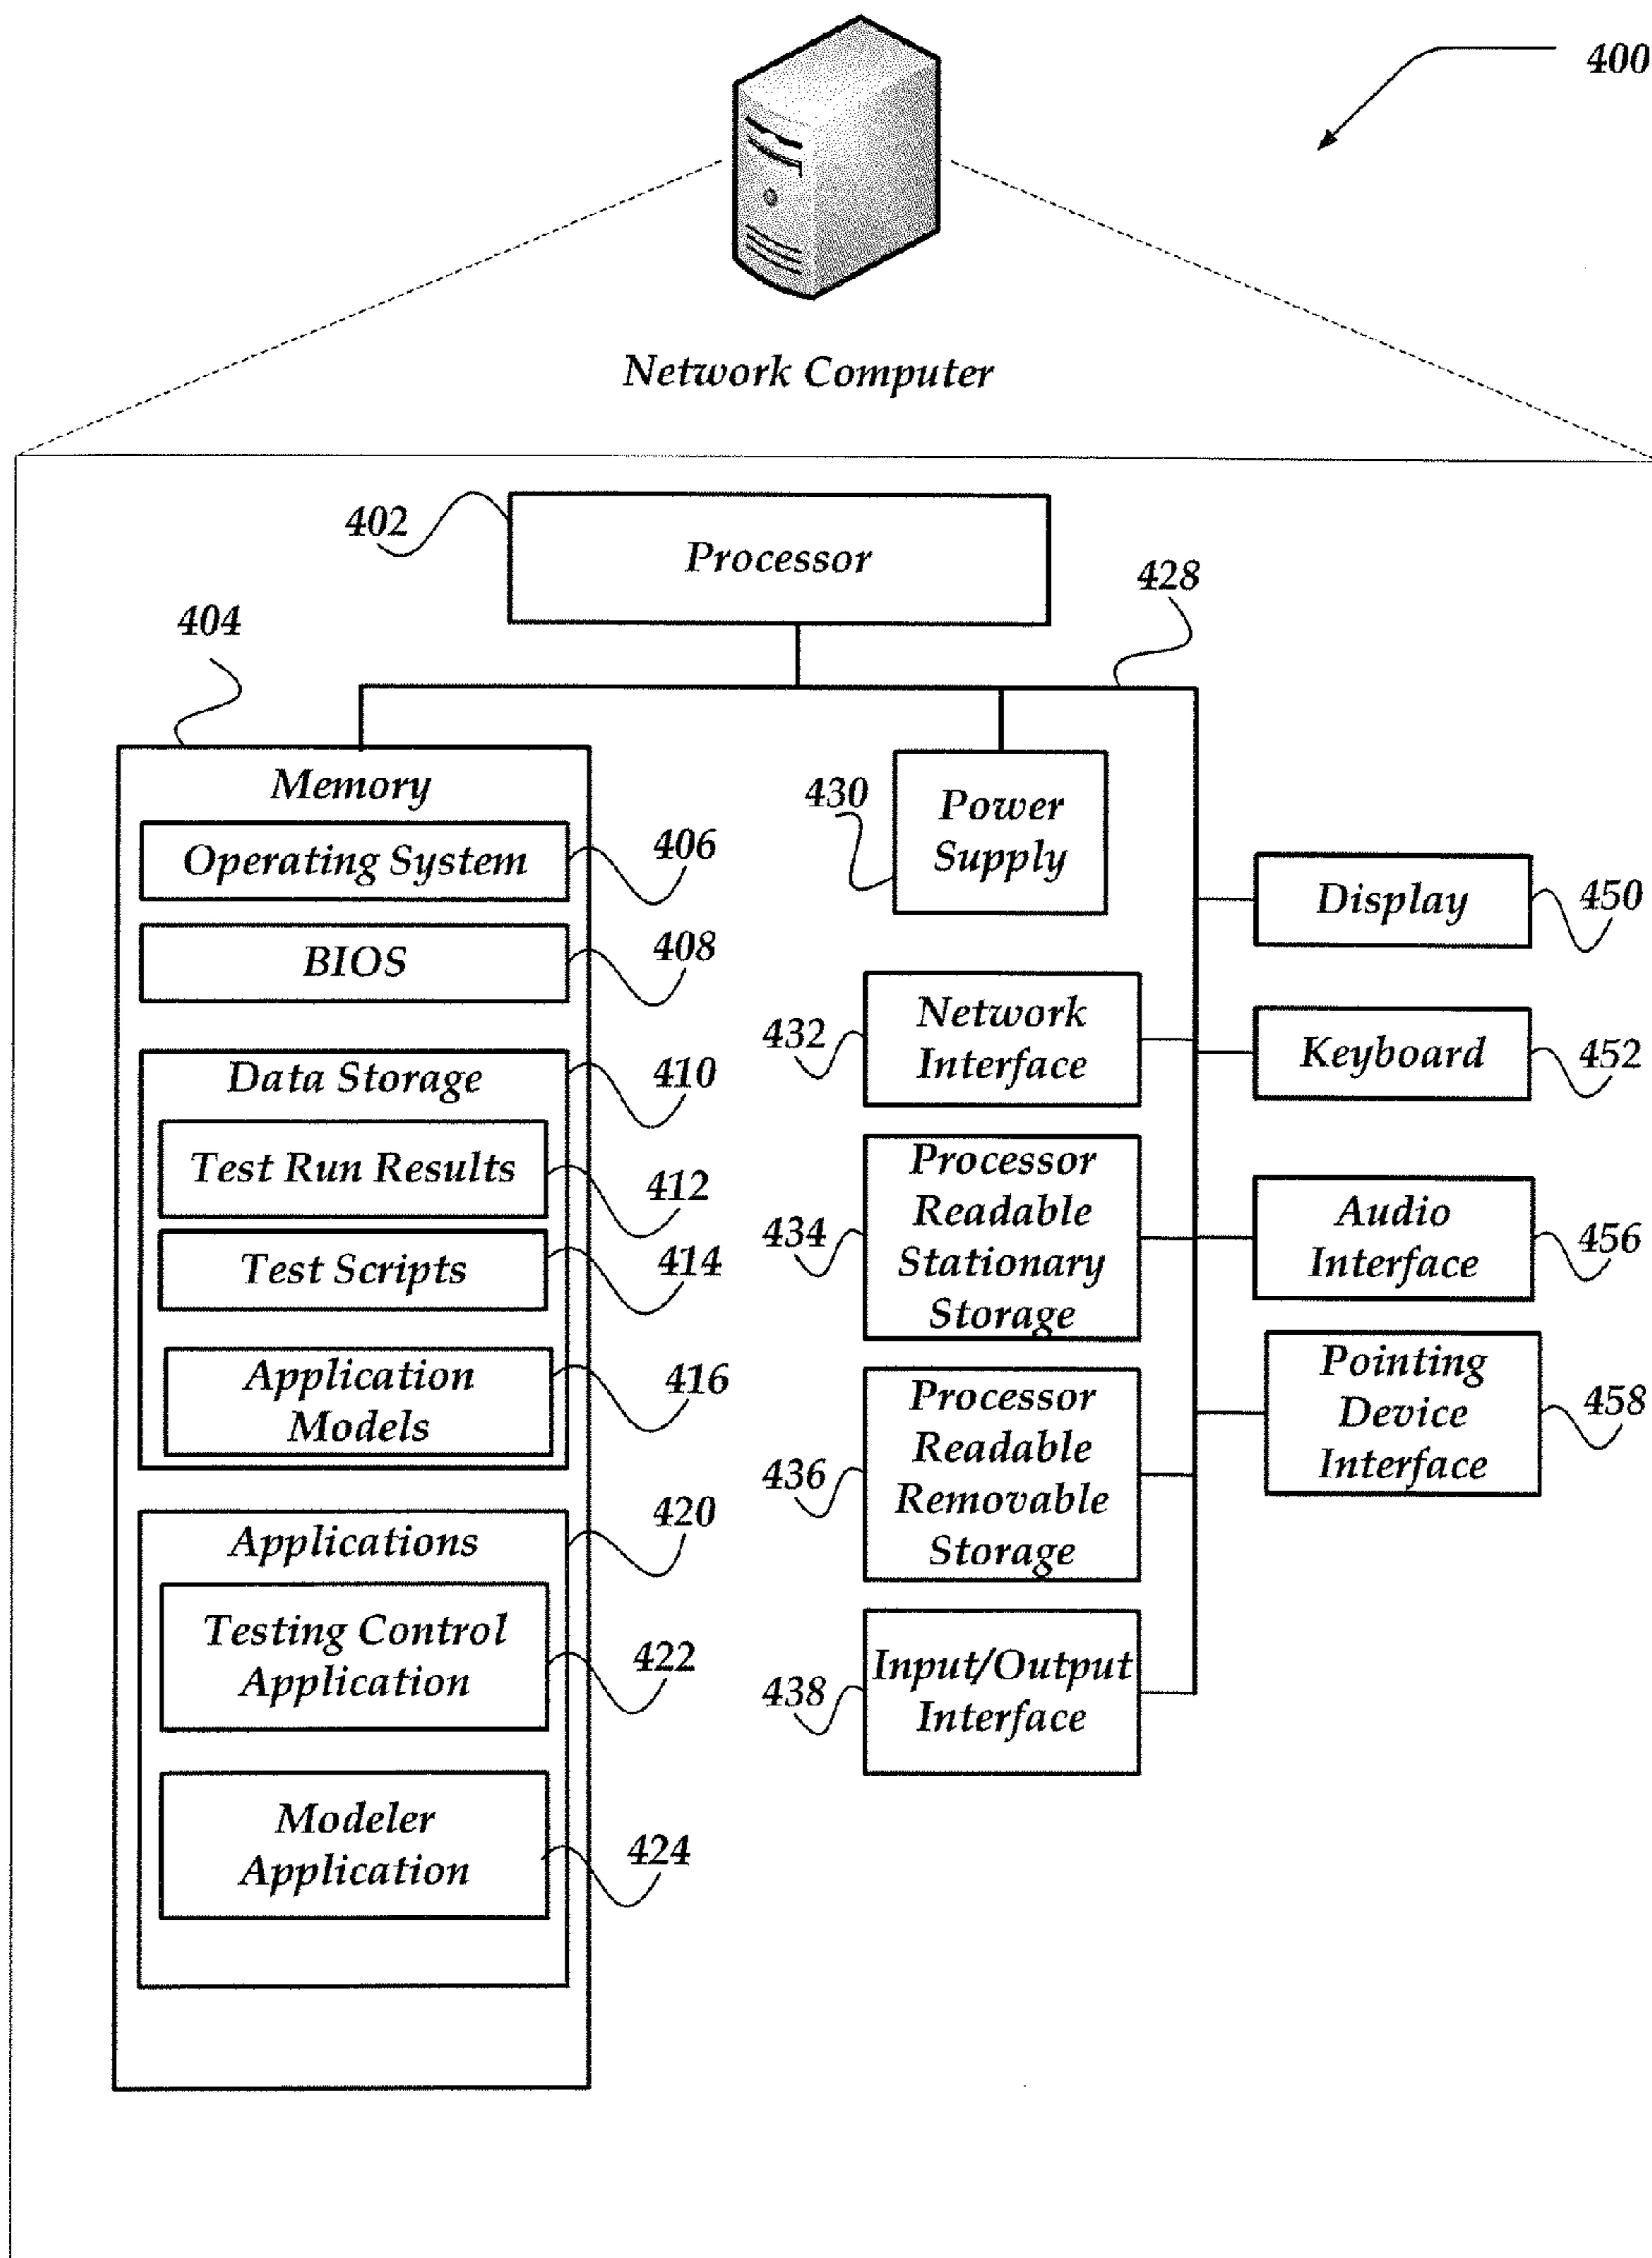 400
Network Computer
402
Processor
428
404
Memory
Operating System
406
BIOS
408
Data Storage
410
Test Run Results
412
Test Scripts
414
Application
Models
416
Applications
420
Testing Control
Application
422
Modeler
Application
424
430
Power
Supply
432
Network
Interface
434
Processor
Readable
Stationary
Storage
436
Processor
Readable
Removable
Storage
438
Input/Output
Interface
Display
450
Keyboard
452
Audio
Interface
456
Pointing
Device
Interface
458